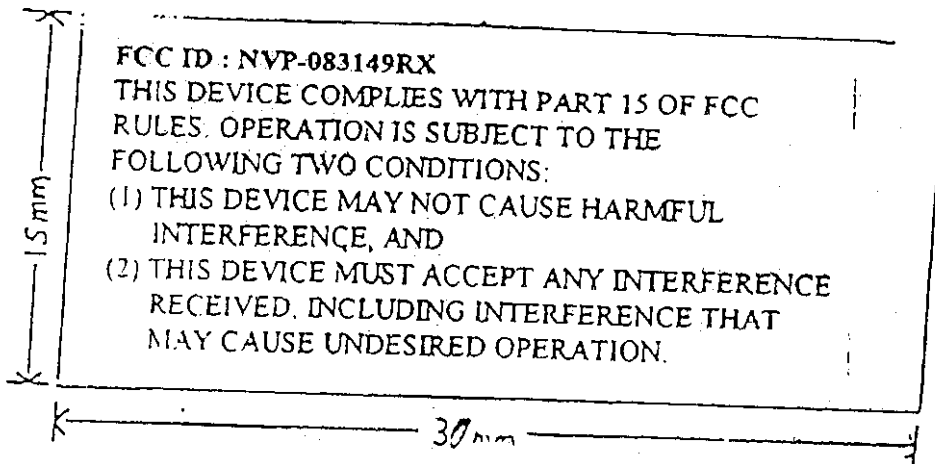 FCC ID : NVP-083149RX
THIS DEVICE COMPLIES WITH PART 15 OF FCC
RULES. OPERATION IS SUBJECT TO THE
FOLLOWING TWO CONDITIONS:
(1) THIS DEVICE MAY NOT CAUSE HARMFUL
INTERFERENCE, AND
(2) THIS DEVICE MUST ACCEPT ANY INTERFERENCE
RECEIVED, INCLUDING INTERFERENCE THAT
MAY CAUSE UNDESIRED OPERATION.
15mm
30mm